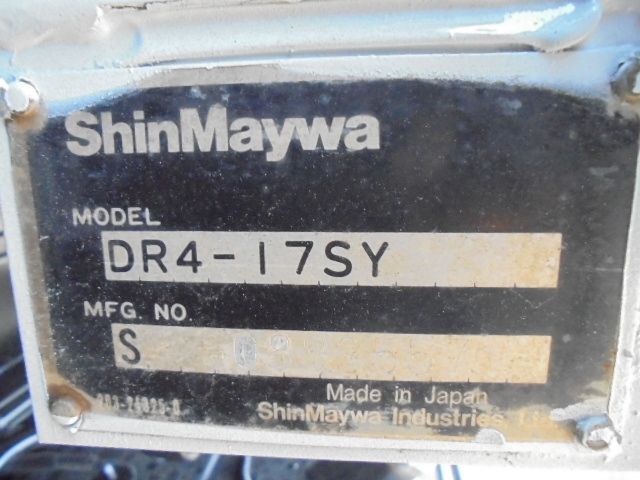 ShinMaywa
MODEL
DR4-17SY
MFG. NO.
S
Made in Japan
ShinMaywa Industries